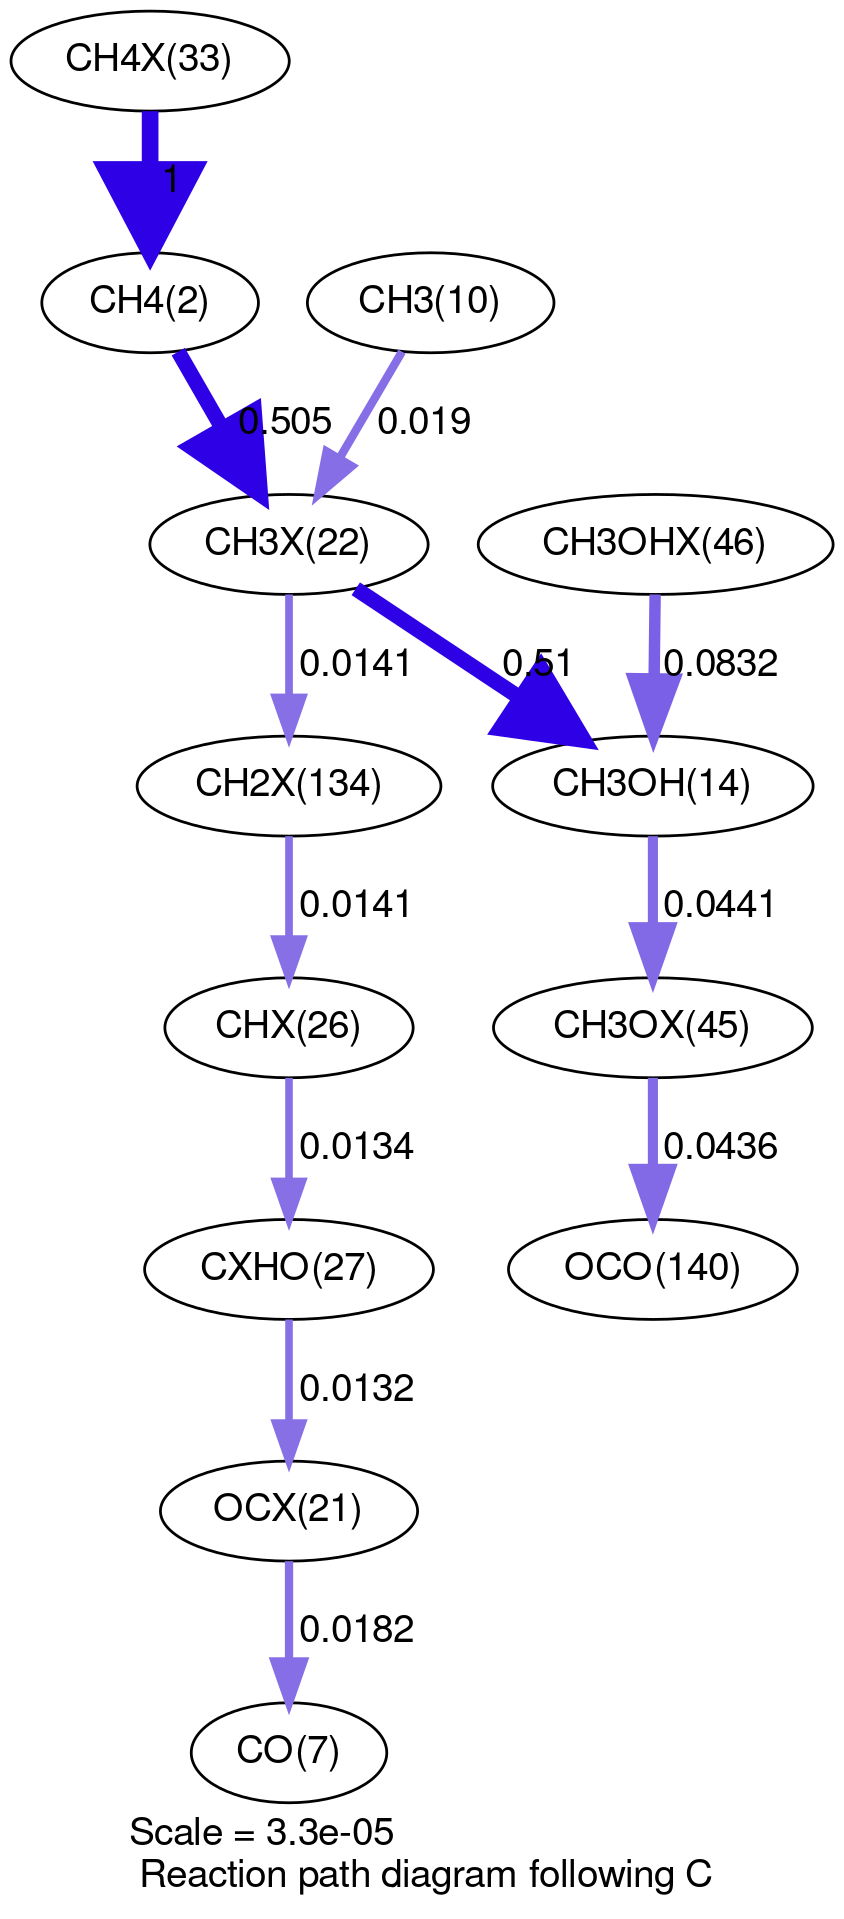 CH4X(33)
1
CH4(2)
CH3(10)
0.505
0.019
CH3X(22)
CH3OHX(46)
0.0141
0.51
0.0832
CH2X(134)
CH3OH(14)
0.0141
0.0441
CHX(26)
CH3OX(45)
0.0134
0.0436
CXHO(27)
OCO(140)
0.0132
OCX(21)
0.0182
CO(7)
Scale = 3.3e-05
Reaction path diagram following C